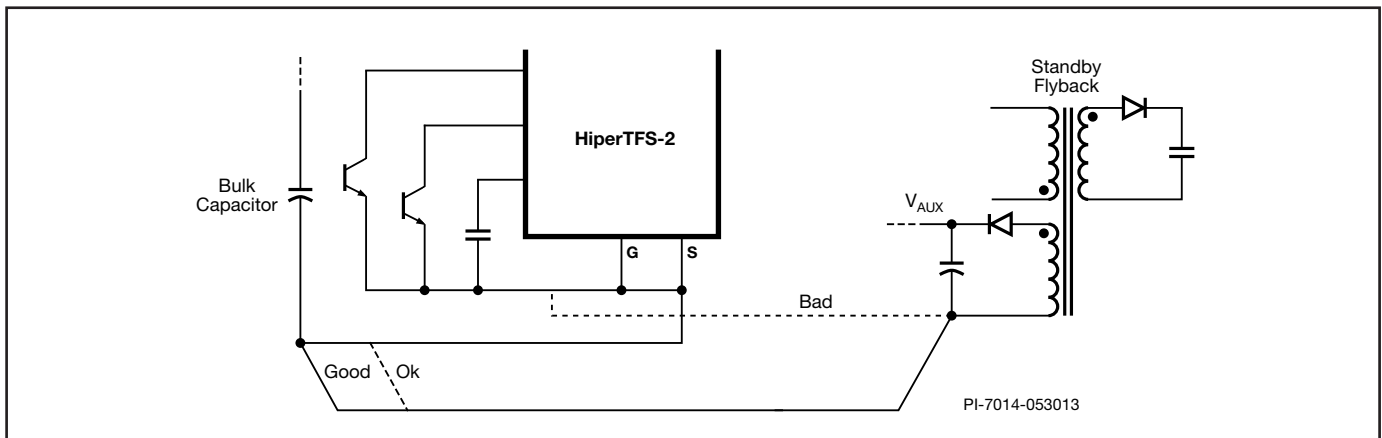 Standby
Flyback
HiperTFS-2
Bulk
Capacitor
VAUX
G
S
Bad
Good
Ok
PI-7014-053013